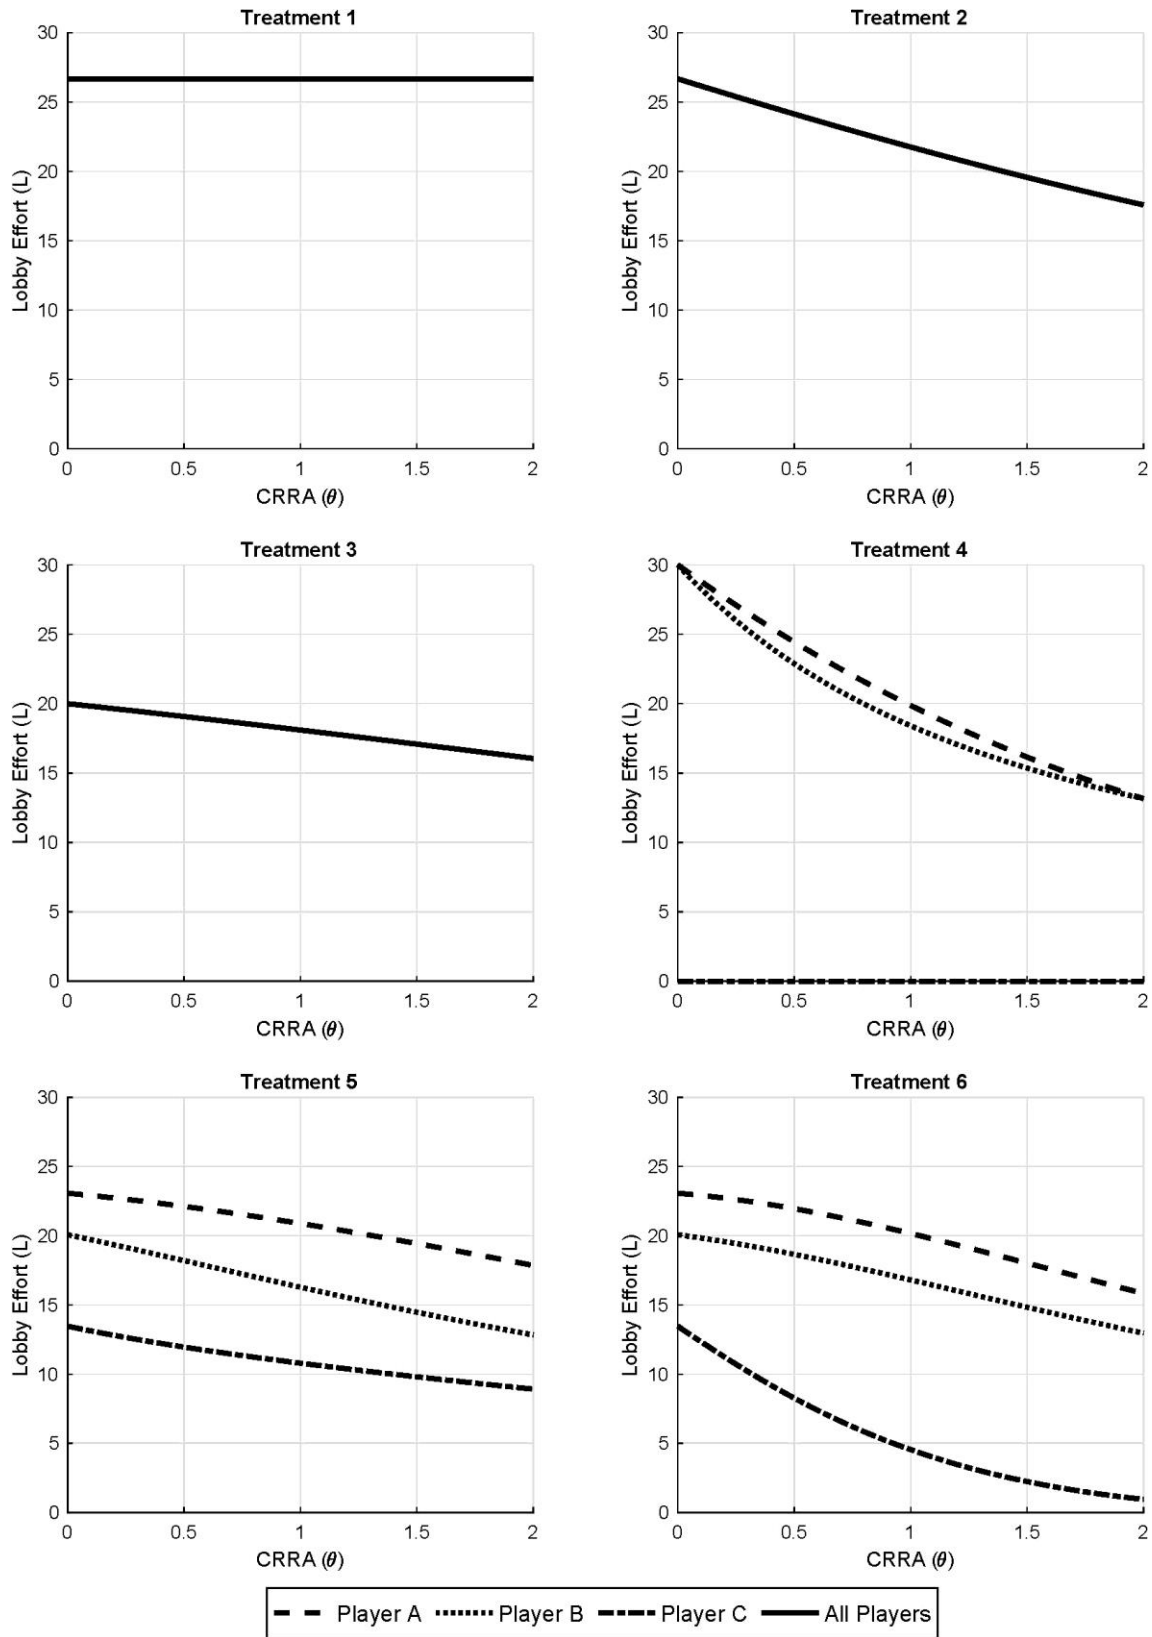 Treatment 1
30
25
20
15
10
5
0
Lobby Effort (L)
0 0.5 1 1.5 2
CRRA (θ)
Treatment 2
30
25
20
15
10
5
0
Lobby Effort (L)
0 0.5 1 1.5 2
CRRA (θ)
Treatment 3
30
25
20
15
10
5
0
Lobby Effort (L)
0 0.5 1 1.5 2
CRRA (θ)
Treatment 4
30
25
20
15
10
5
0
Lobby Effort (L)
0 0.5 1 1.5 2
CRRA (θ)
Treatment 5
30
25
20
15
10
5
0
Lobby Effort (L)
0 0.5 1 1.5 2
CRRA (θ)
Treatment 6
30
25
20
15
10
5
0
Lobby Effort (L)
0 0.5 1 1.5 2
CRRA (θ)
Player A Player B Player C All Players